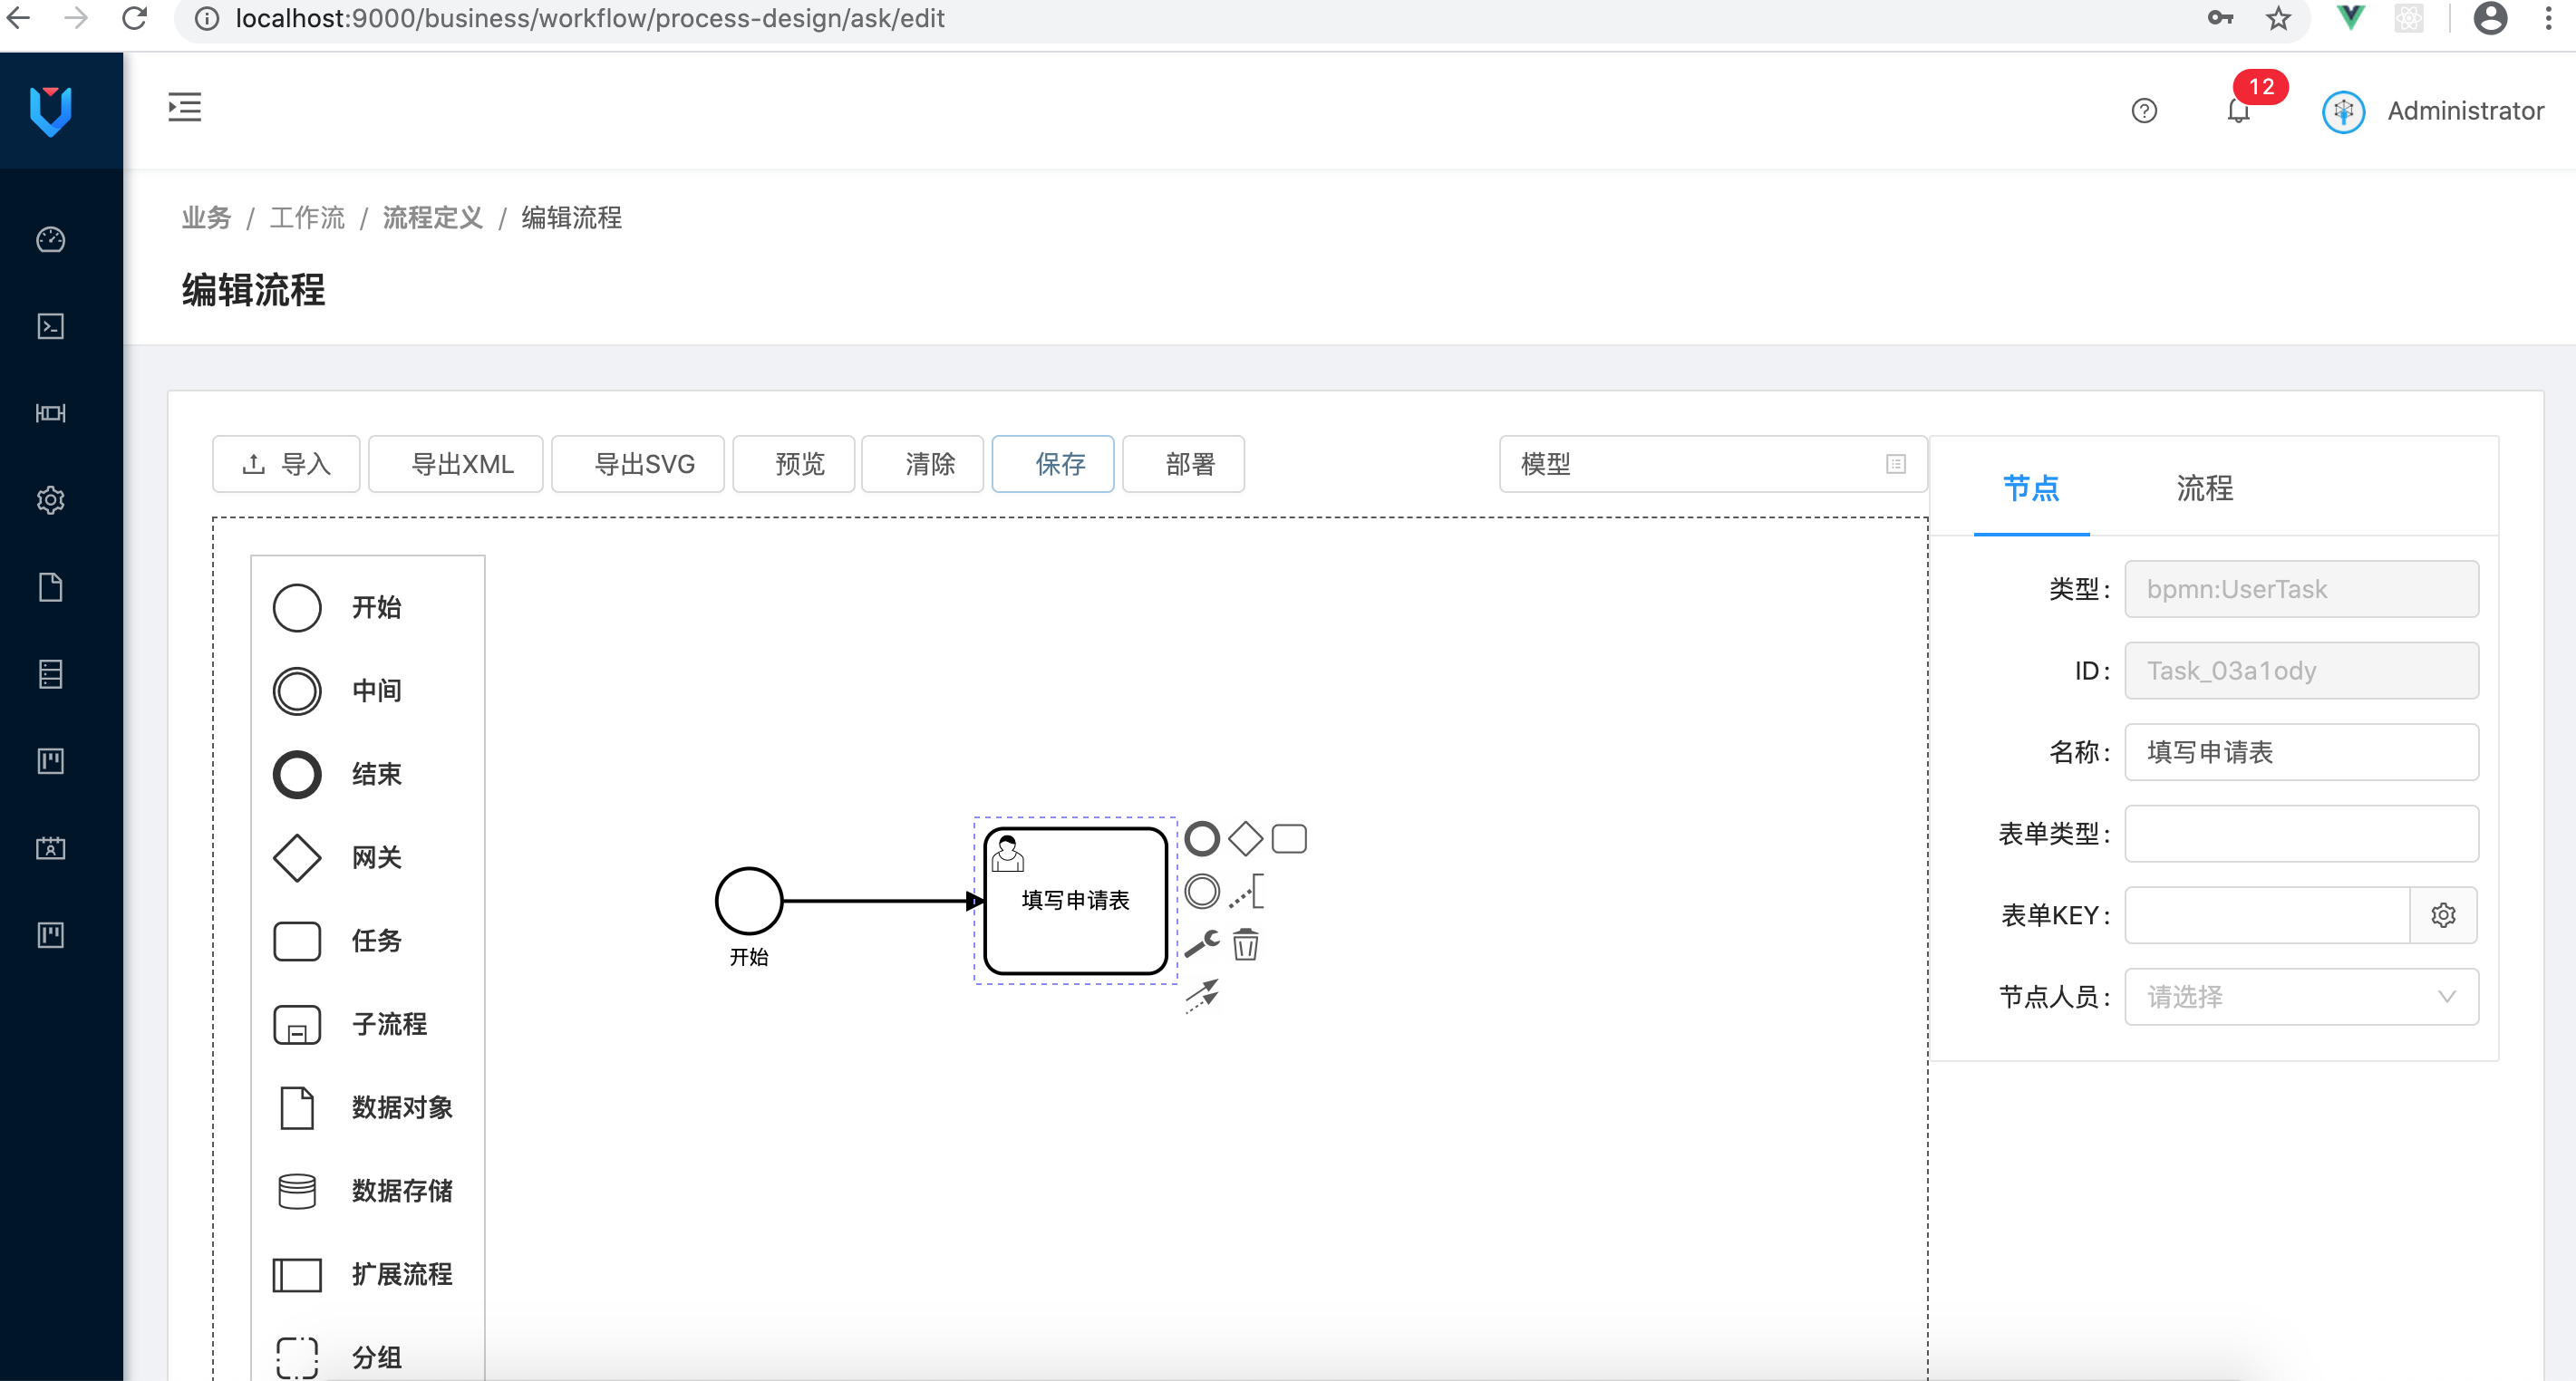 localhost:9000/business/workflow/process-design/ask/edit
12
Administrator
业务 / 工作流 / 流程定义 / 编辑流程
编辑流程
导入 导出XML 导出SVG 预览 清除 保存 部署 模型
节点 流程
开始
中间
结束
网关
任务
子流程
数据对象
数据存储
扩展流程
分组
开始
填写申请表
类型: bpmn:UserTask
ID: Task_03a1ody
名称: 填写申请表
表单类型:
表单KEY:
节点人员: 请选择